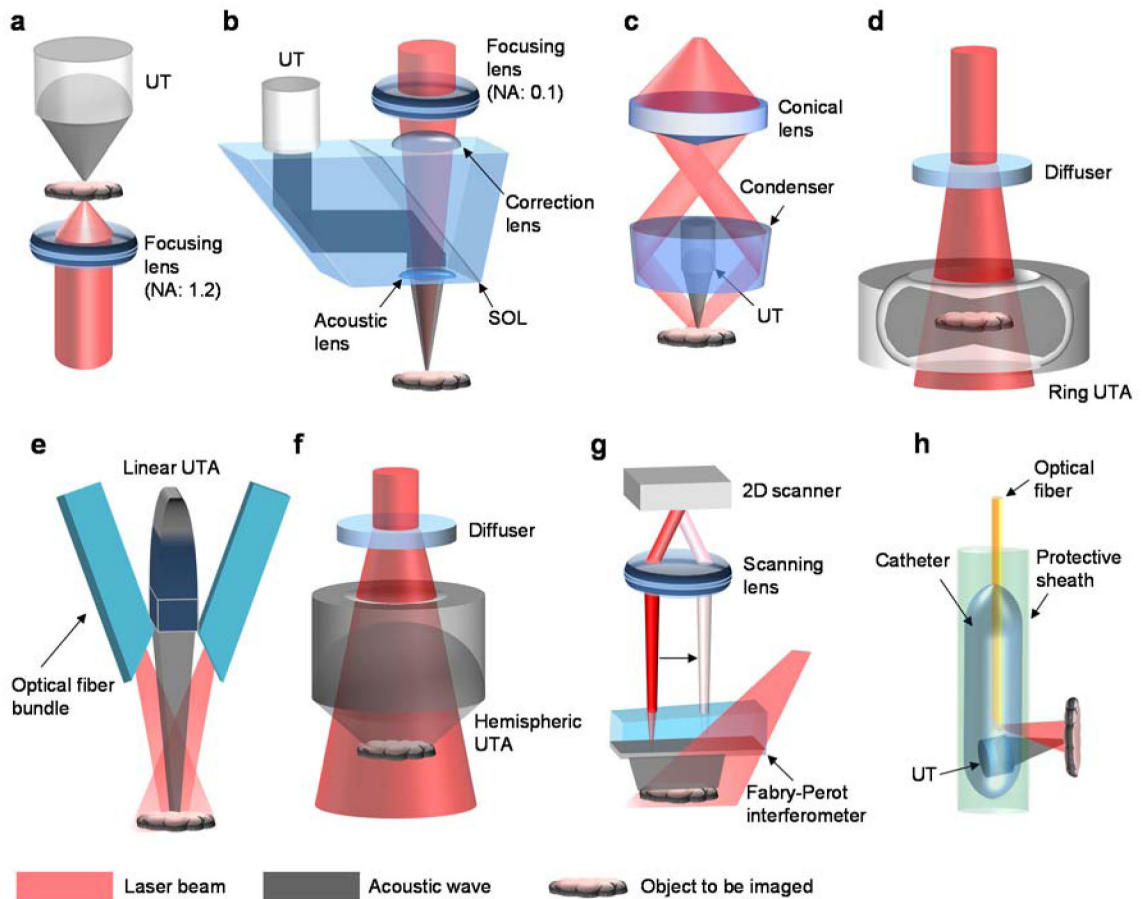 a
UT
Focusing
lens
(NA: 1.2)
b
UT
Focusing
lens
(NA: 0.1)
Correction
lens
Acoustic
lens
SOL
c
Conical
lens
Condenser
UT
d
Diffuser
Ring UTA
e
Linear UTA
Optical fiber
bundle
f
Diffuser
Hemispheric
UTA
g
2D scanner
Scanning
lens
Fabry-Perot
interferometer
h
Optical
fiber
Catheter
Protective
sheath
UT
Laser beam
Acoustic wave
Object to be imaged